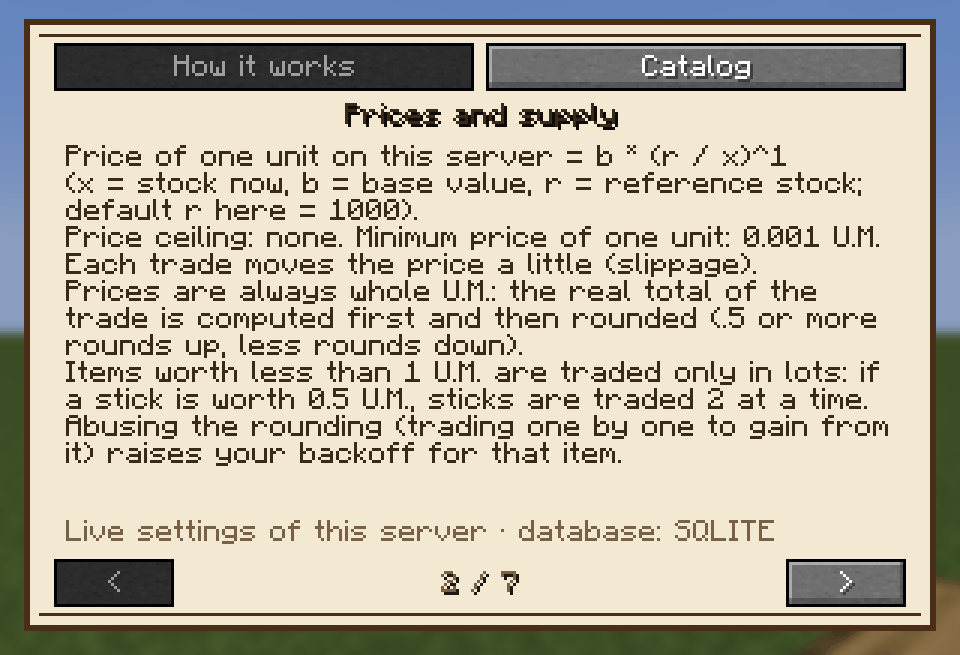 How it works
Catalog
Prices and supply
Price of one unit on this server = b * (r / x)^1
(x = stock now, b = base value, r = reference stock;
default r here = 1000).
Price ceiling: none. Minimum price of one unit: 0.001 U.M.
Each trade moves the price a little (slippage).
Prices are always whole U.M.: the real total of the
trade is computed first and then rounded (.5 or more
rounds up, less rounds down).
Items worth less than 1 U.M. are traded only in lots: if
a stick is worth 0.5 U.M., sticks are traded 2 at a time.
Abusing the rounding (trading one by one to gain from
it) raises your backoff for that item.
Live settings of this server · database: SQLITE
<
2 / 7
>